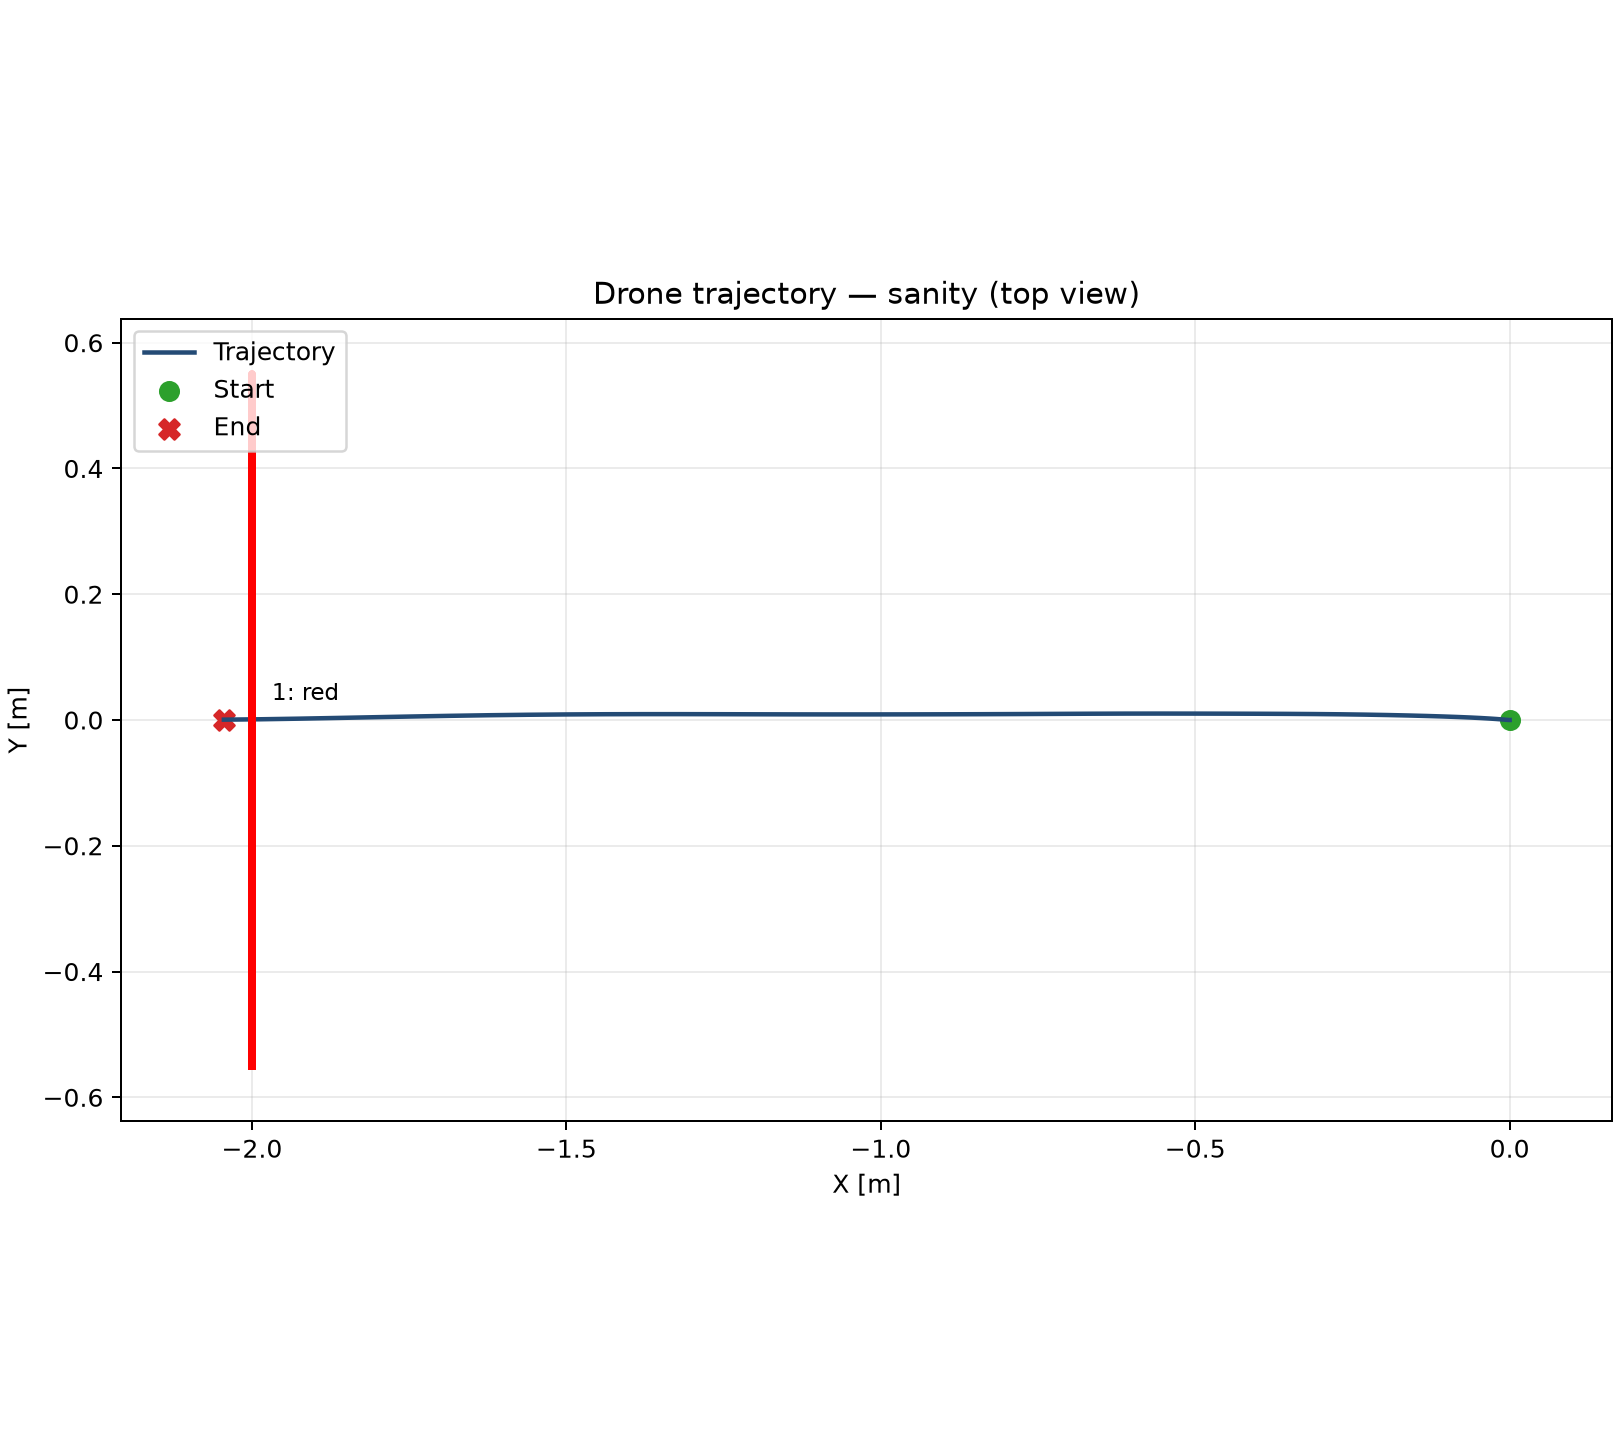 Drone trajectory — sanity (top view)
Trajectory
Start
End
1: red
0.6
0.4
0.2
0.0
−0.2
−0.4
−0.6
Y [m]
−2.0
−1.5
−1.0
−0.5
0.0
X [m]